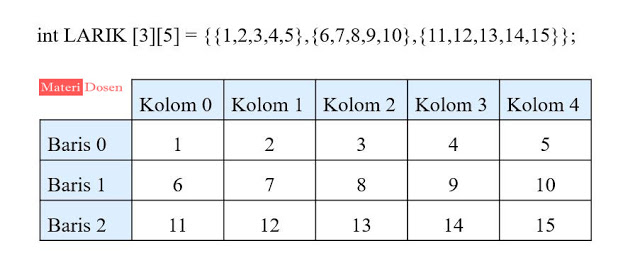 int LARIK [3][5] = {{1,2,3,4,5},{6,7,8,9,10},{11,12,13,14,15}};
Materi Dosen
Kolom 0 Kolom 1 Kolom 2 Kolom 3 Kolom 4
Baris 0 1 2 3 4 5
Baris 1 6 7 8 9 10
Baris 2 11 12 13 14 15